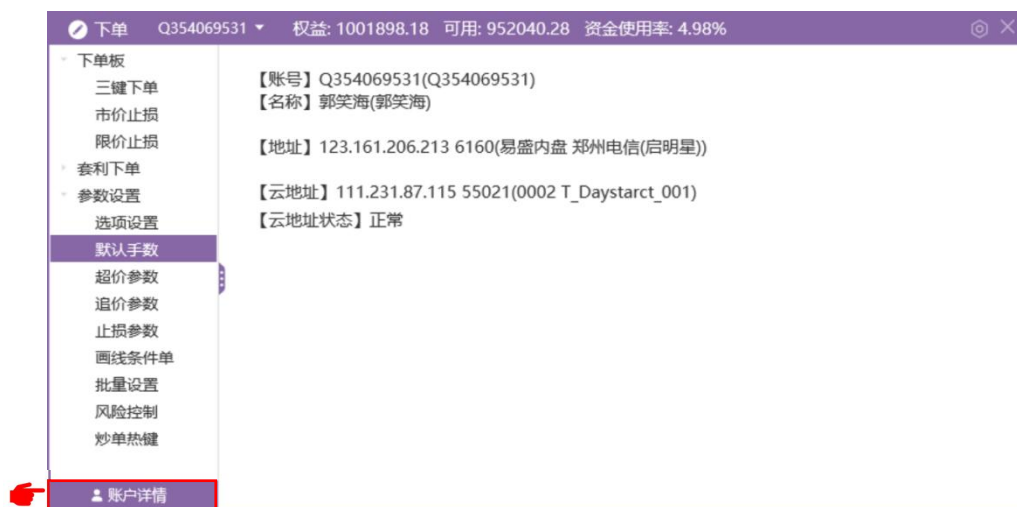 下单 Q354069531 权益: 1001898.18 可用: 952040.28 资金使用率: 4.98%
下单板
三键下单
市价止损
限价止损
套利下单
参数设置
选项设置
默认手数
超价参数
追价参数
止损参数
画线条件单
批量设置
风险控制
炒单热键
账户详情
【账号】Q354069531(Q354069531)
【名称】郭笑海(郭笑海)
【地址】123.161.206.213 6160(易盛内盘 郑州电信(启明星))
【云地址】111.231.87.115 55021(0002 T_Daystarct_001)
【云地址状态】正常